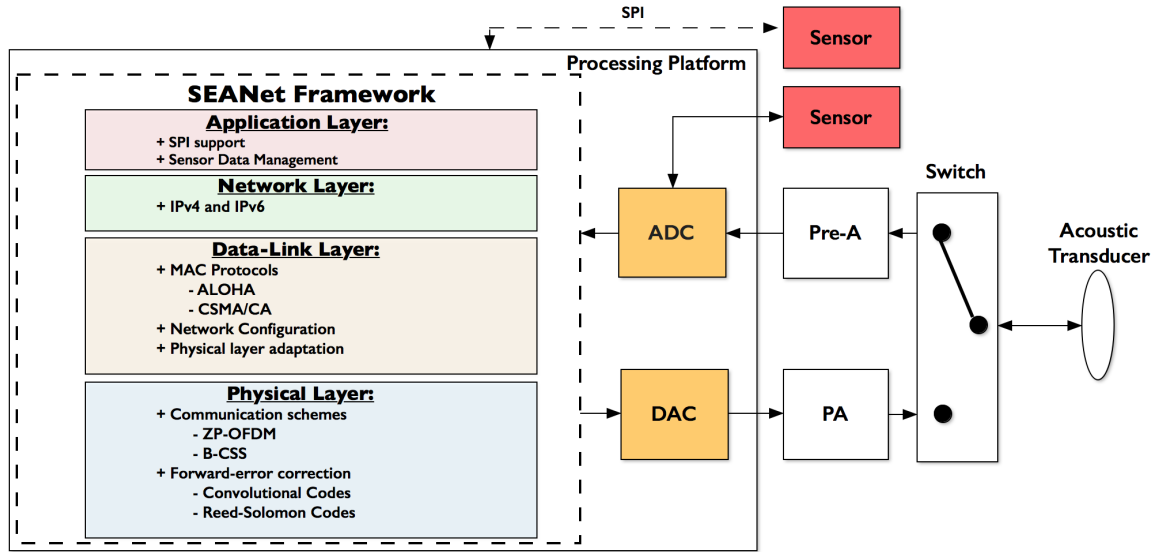 SPI
Sensor
Processing Platform
SEANet Framework
Application Layer:
+ SPI support
+ Sensor Data Management
Network Layer:
+ IPv4 and IPv6
Data-Link Layer:
+ MAC Protocols
- ALOHA
- CSMA/CA
+ Network Configuration
+ Physical layer adaptation
Physical Layer:
+ Communication schemes
- ZP-OFDM
- B-CSS
+ Forward-error correction
- Convolutional Codes
- Reed-Solomon Codes
Sensor
ADC
Pre-A
Switch
Acoustic
Transducer
DAC
PA